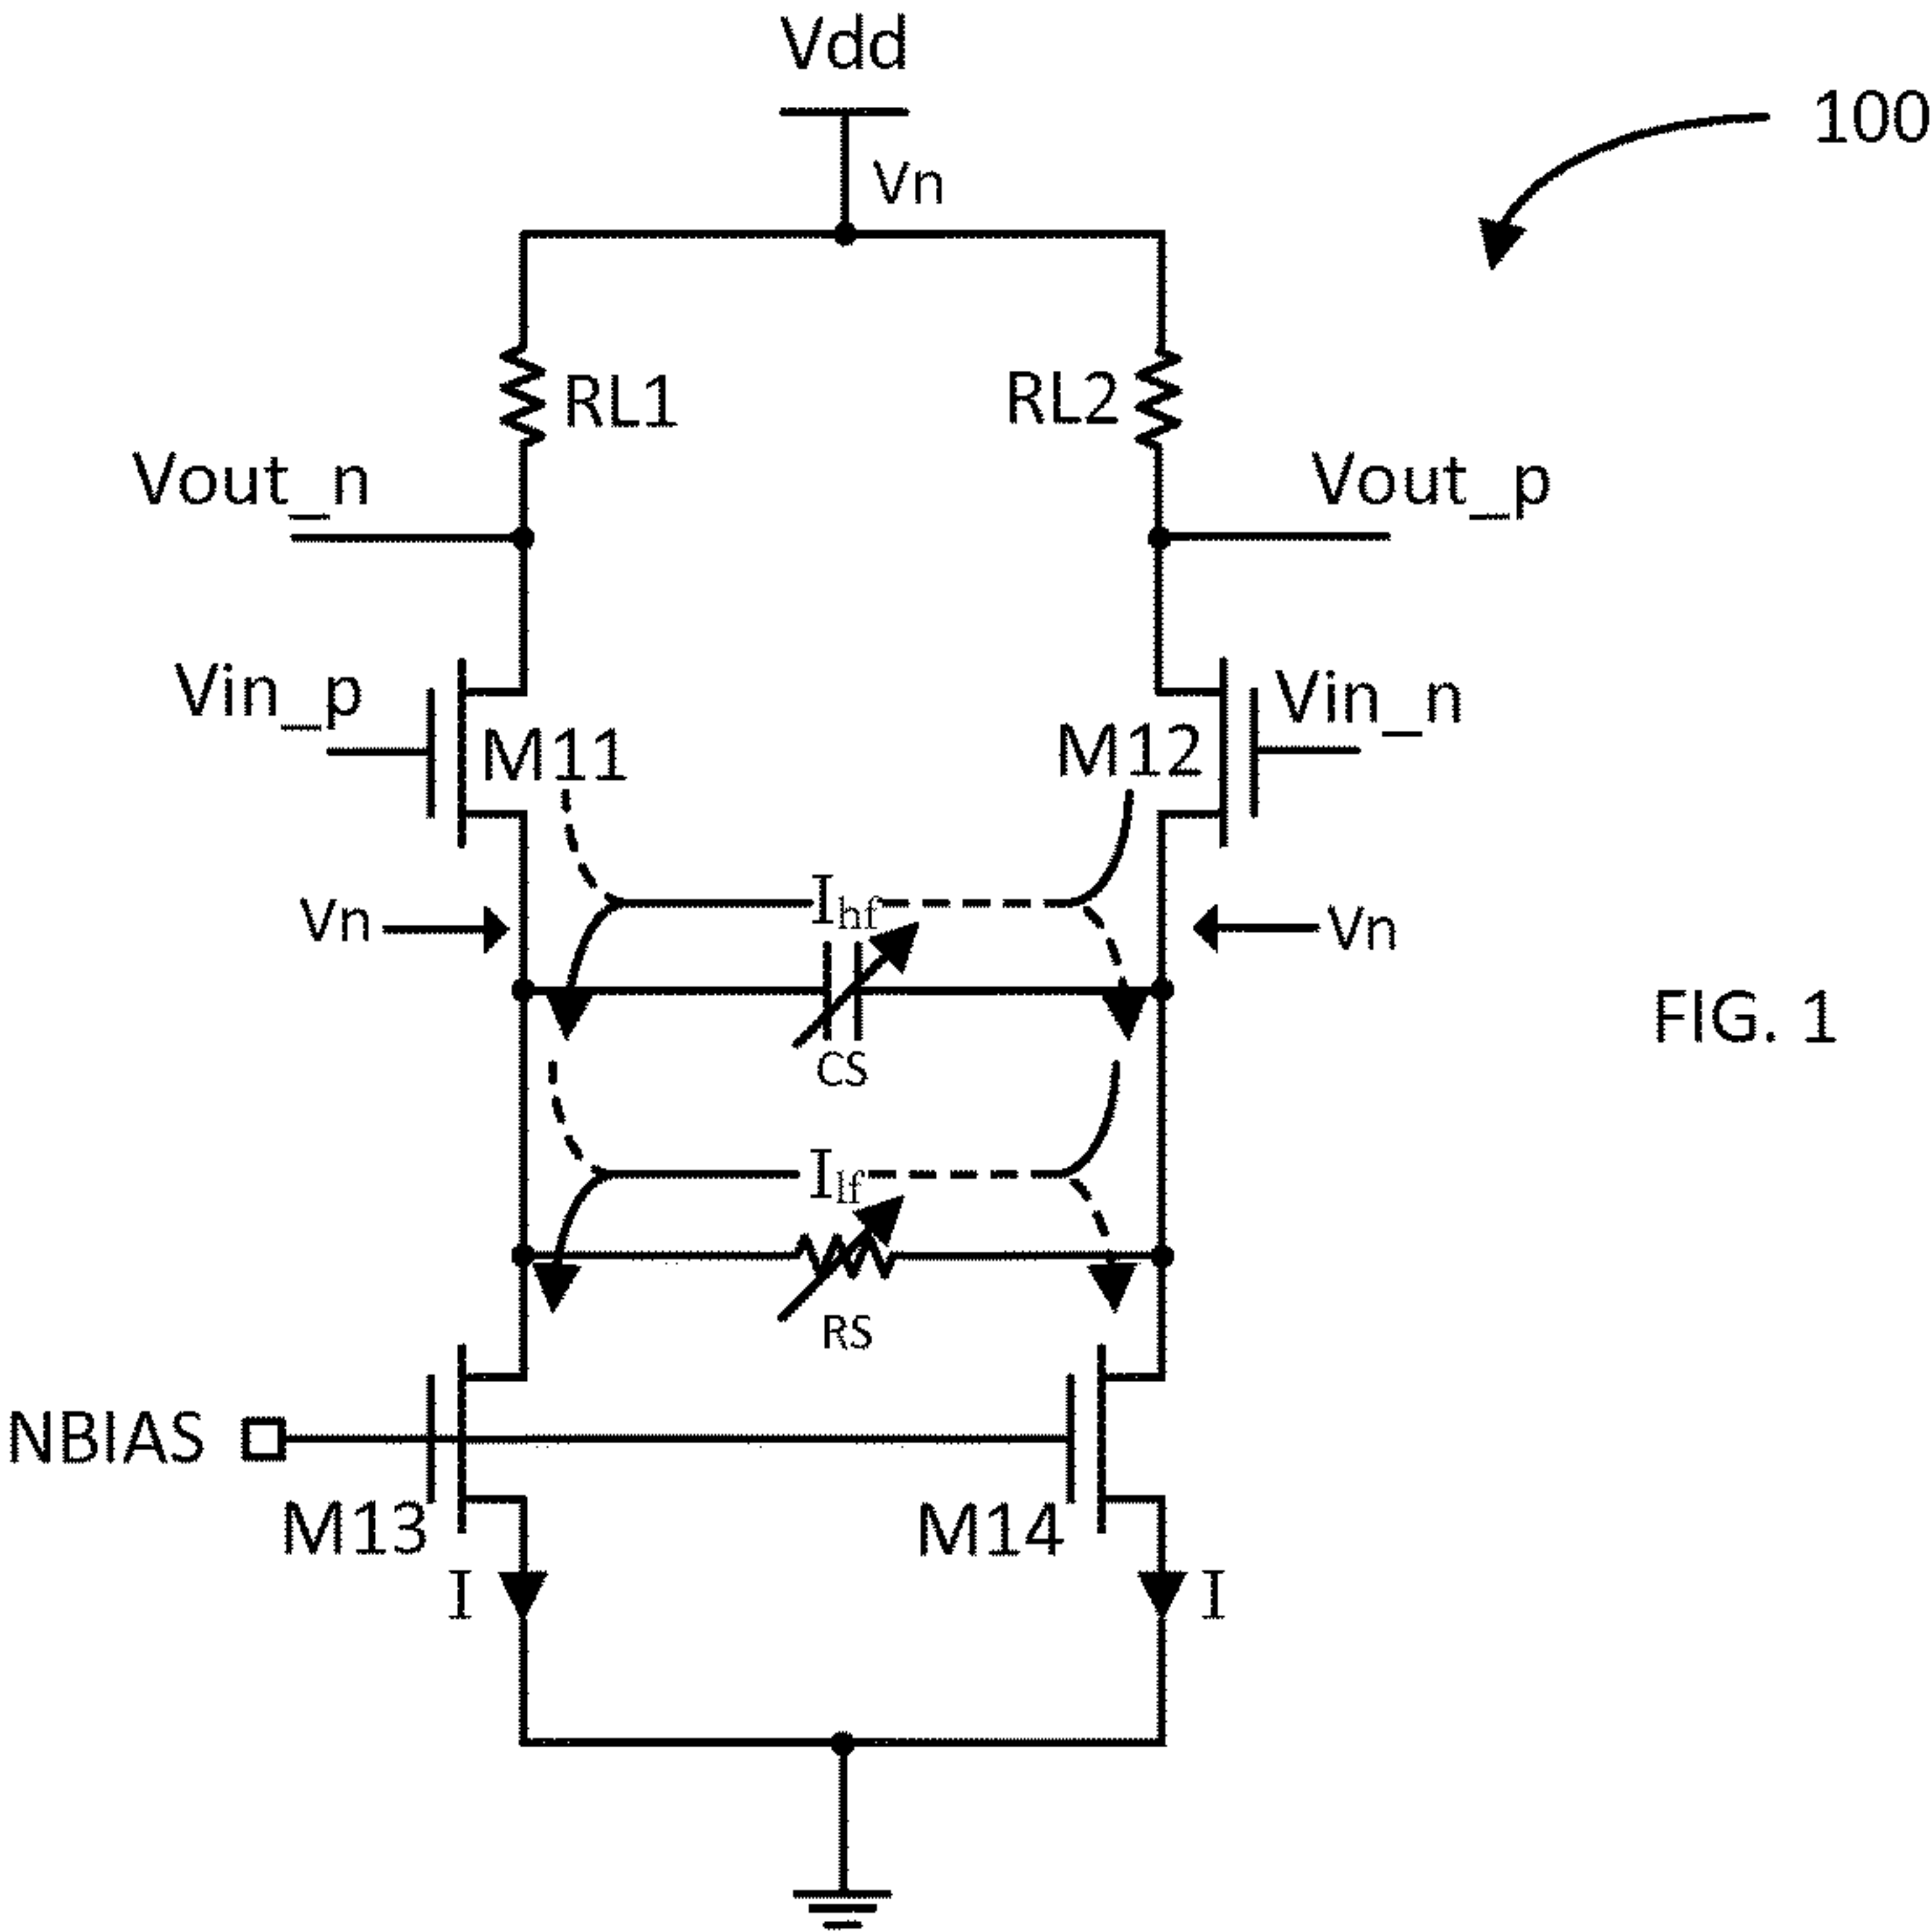 Vdd
100
Vn
RL1
RL2
Vout_n
Vout_p
Vin_p
Vin_n
M11
M12
Ihf
Vn
Vn
FIG. 1
CS
Ilf
RS
NBIAS
M13
M14
I
I